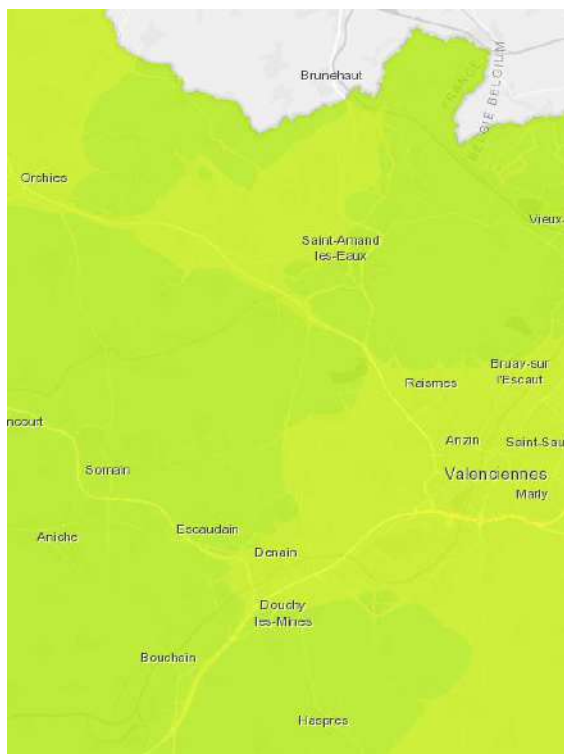 Brunehaut
FRANCE
BELGIE BELGIUM
Orchies
Vieux
Saint-Amand
les-Eaux
Bruay-sur
l'Escaut
Raismes
ncourt
Anzin
Saint-Sau
Somain
Valenciennes
Marly
Escaudain
Aniche
Denain
Douchy
les-Mines
Bouchain
Haspres